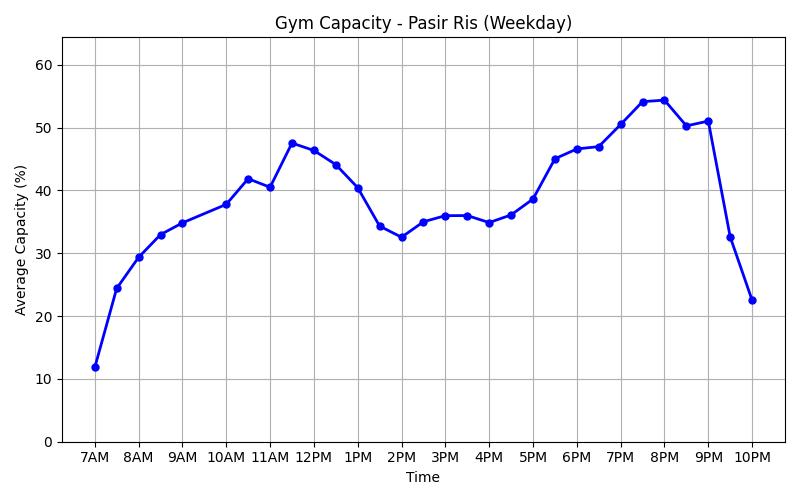 Gym Capacity - Pasir Ris (Weekday)
Average Capacity (%)
60
50
40
30
20
10
0
7AM 8AM 9AM 10AM 11AM 12PM 1PM 2PM 3PM 4PM 5PM 6PM 7PM 8PM 9PM 10PM
Time